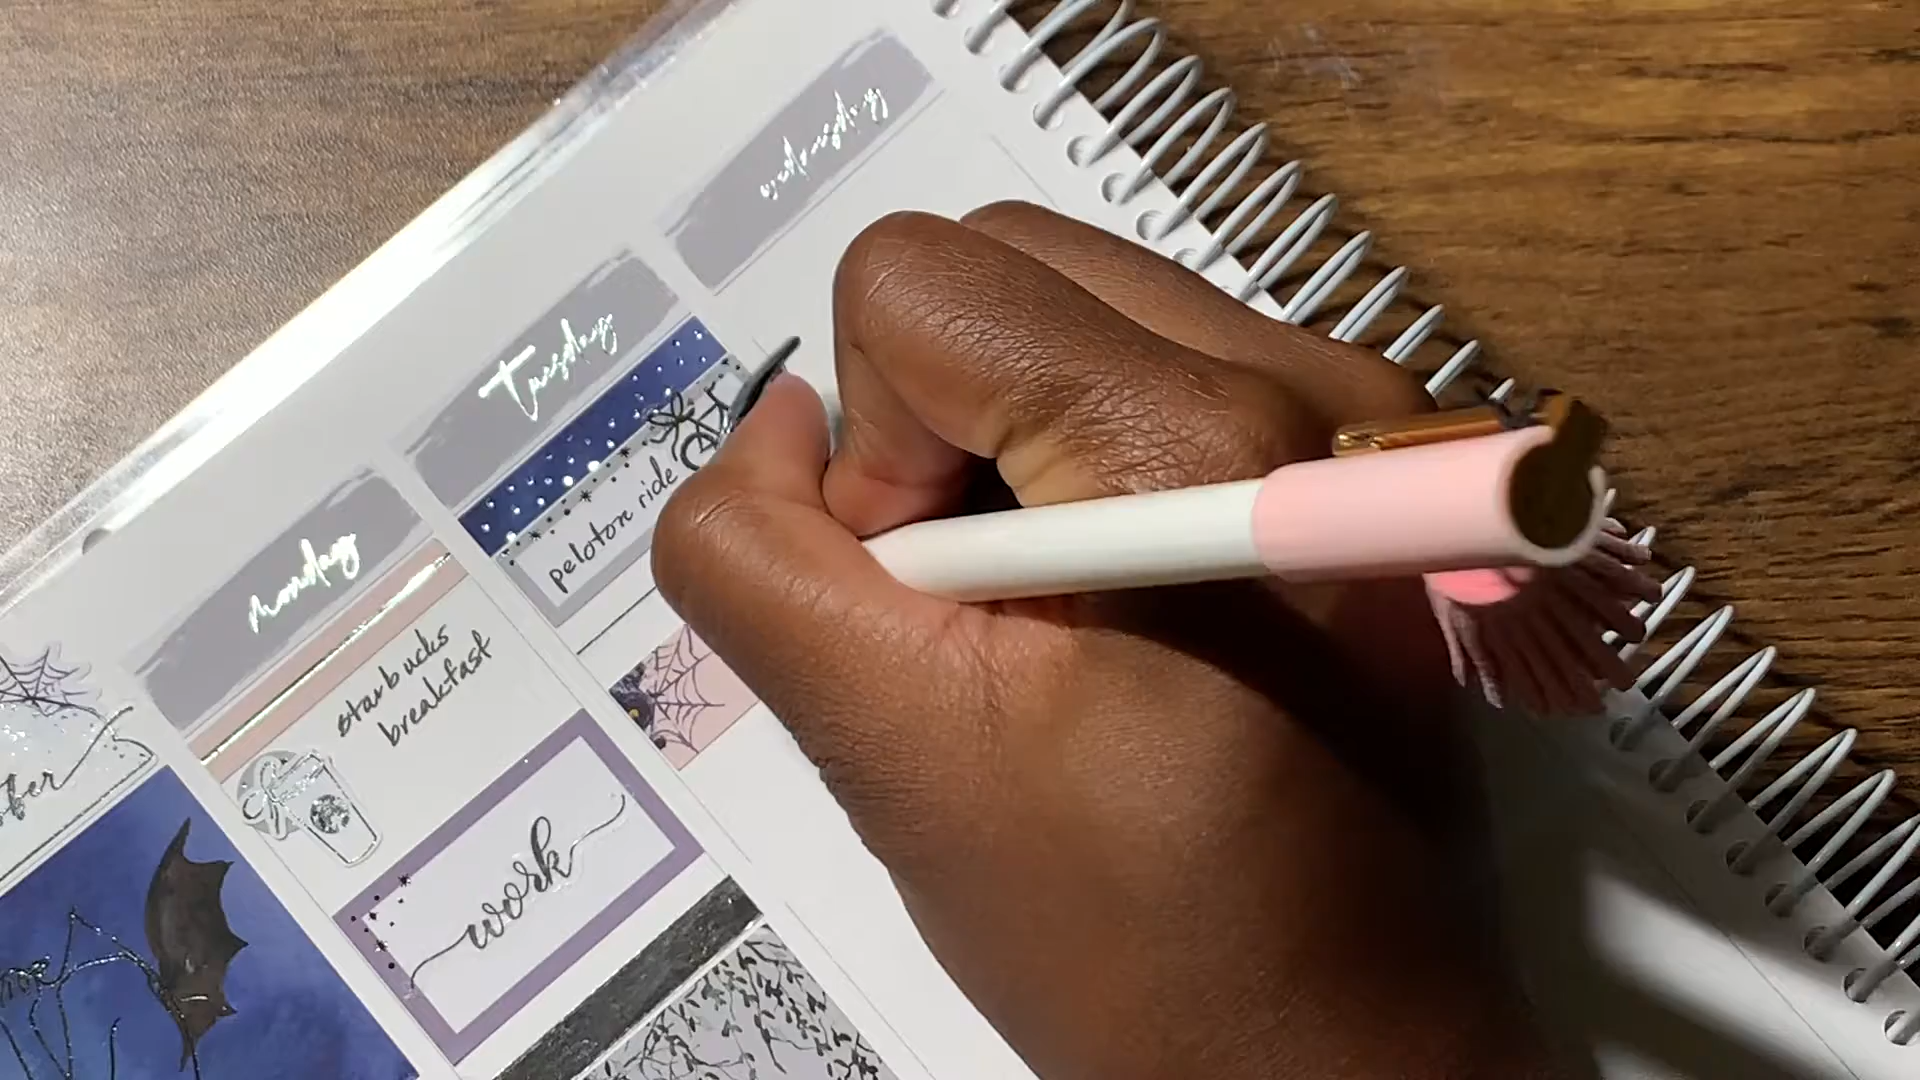 wednesday
Tuesday
peloton ride
monday
starbucks
breakfast
work